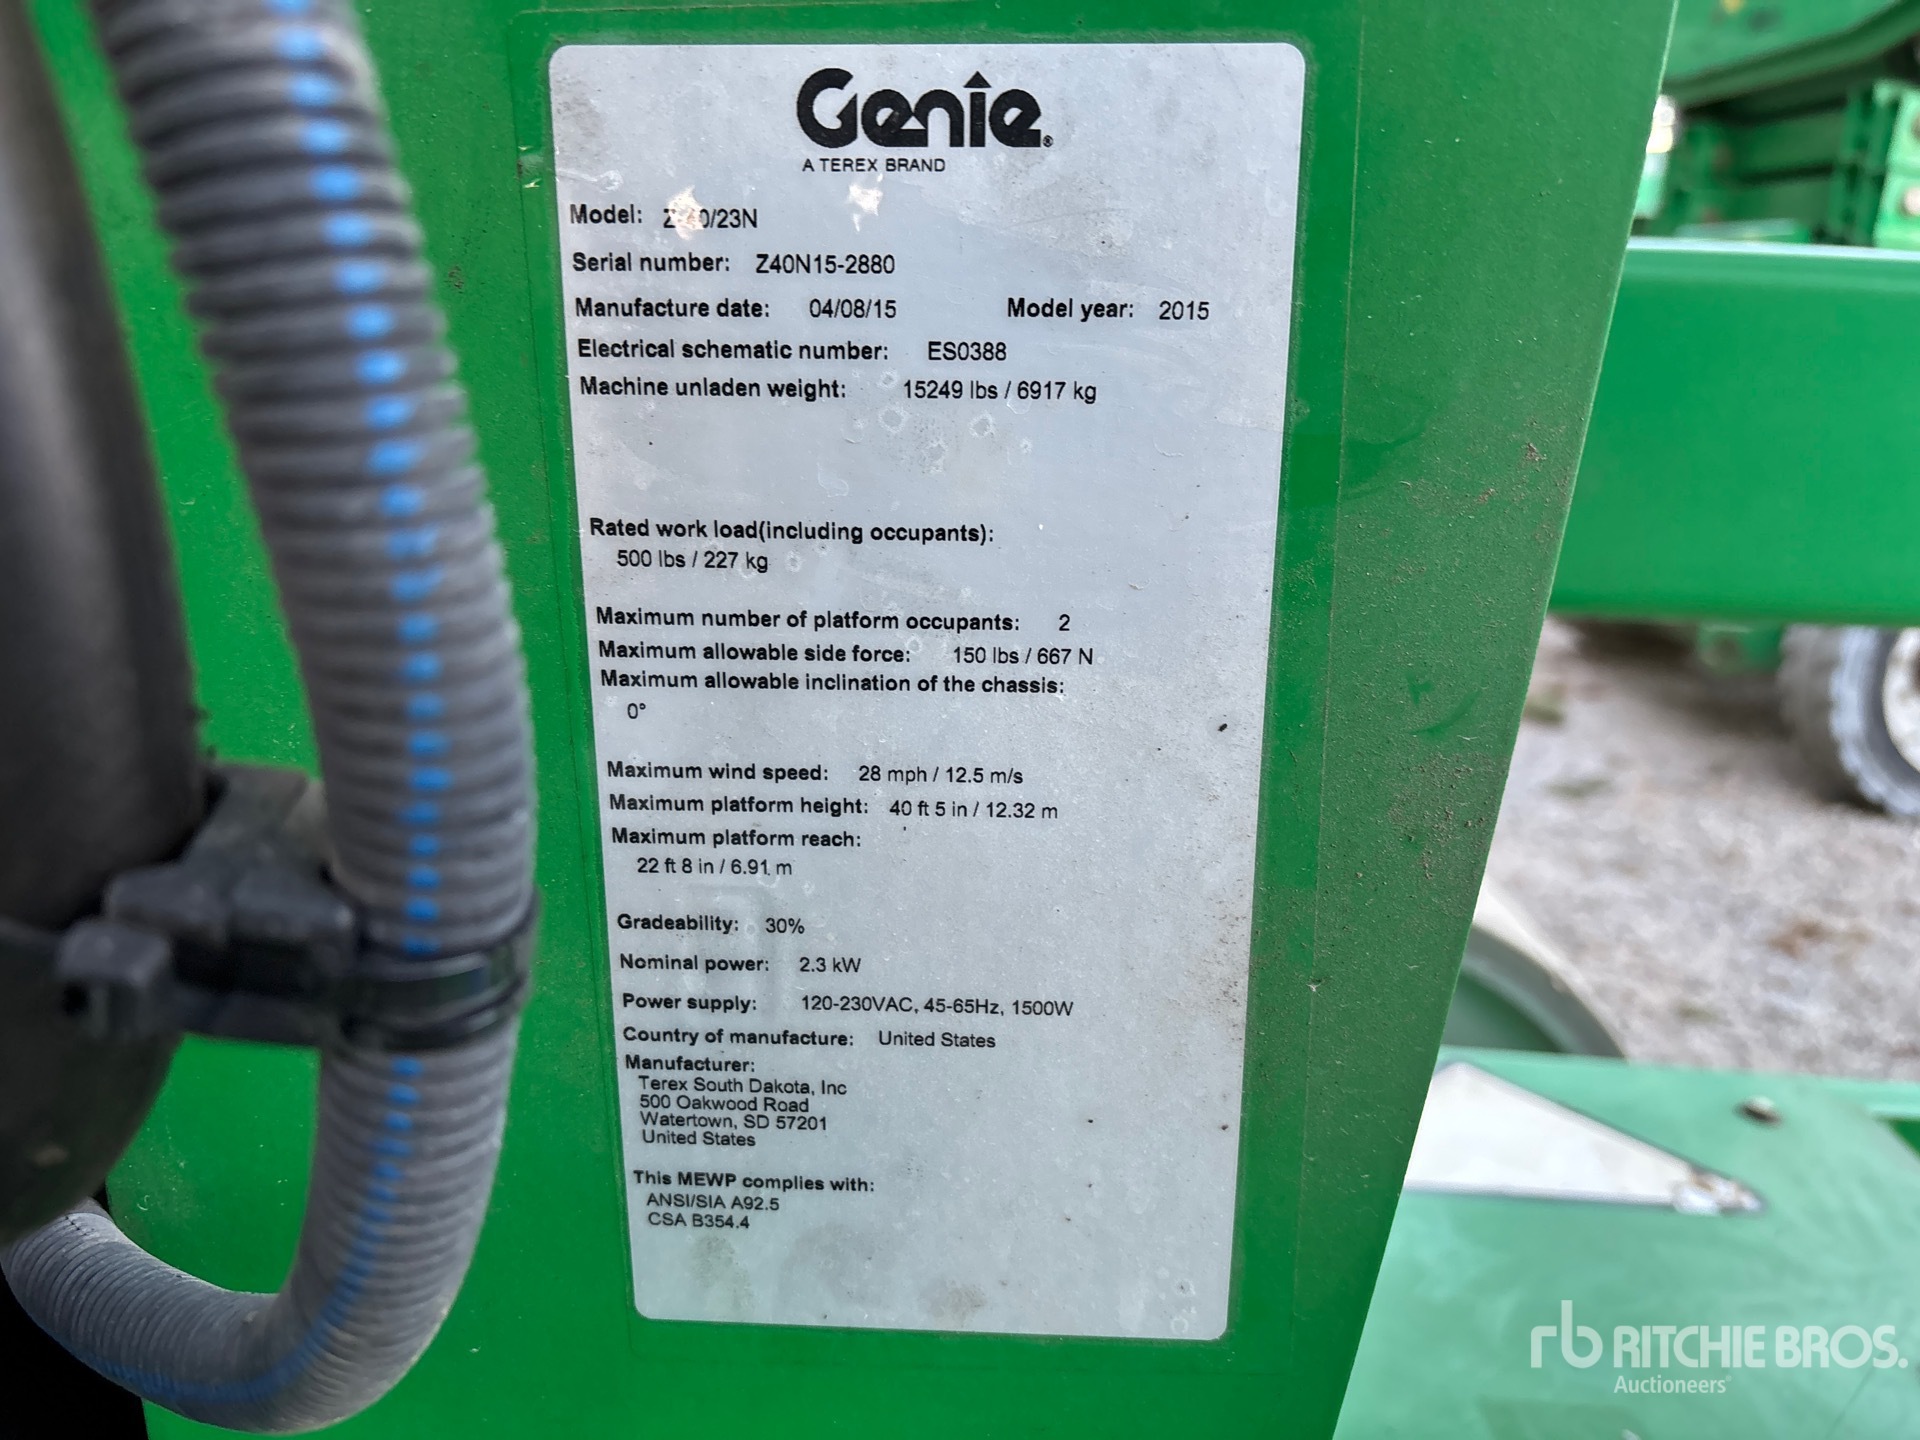 Genie®
A TEREX BRAND
Model: Z-40/23N
Serial number: Z40N15-2880
Manufacture date: 04/08/15 Model year: 2015
Electrical schematic number: ES0388
Machine unladen weight: 15249 lbs / 6917 kg
Rated work load(including occupants):
500 lbs / 227 kg
Maximum number of platform occupants: 2
Maximum allowable side force: 150 lbs / 667 N
Maximum allowable inclination of the chassis:
0°
Maximum wind speed: 28 mph / 12.5 m/s
Maximum platform height: 40 ft 5 in / 12.32 m
Maximum platform reach:
22 ft 8 in / 6.91 m
Gradeability: 30%
Nominal power: 2.3 kW
Power supply: 120-230VAC, 45-65Hz, 1500W
Country of manufacture: United States
Manufacturer:
Terex South Dakota, Inc
500 Oakwood Road
Watertown, SD 57201
United States
This MEWP complies with:
ANSI/SIA A92.5
CSA B354.4
rb RITCHIE BROS.
Auctioneers